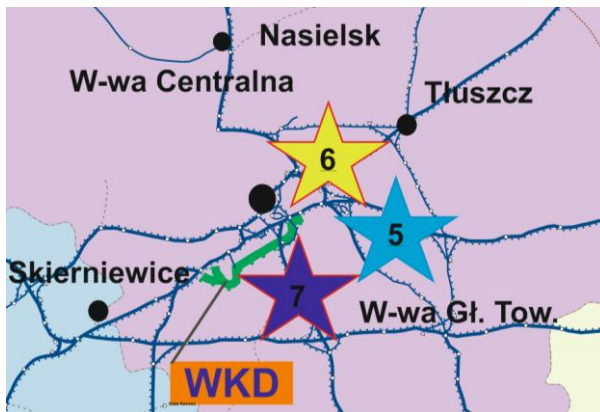 Nasielsk
W-wa Centralna
Tłuszcz
6
5
Skierniewice
7
W-wa Gł. Tow.
WKD